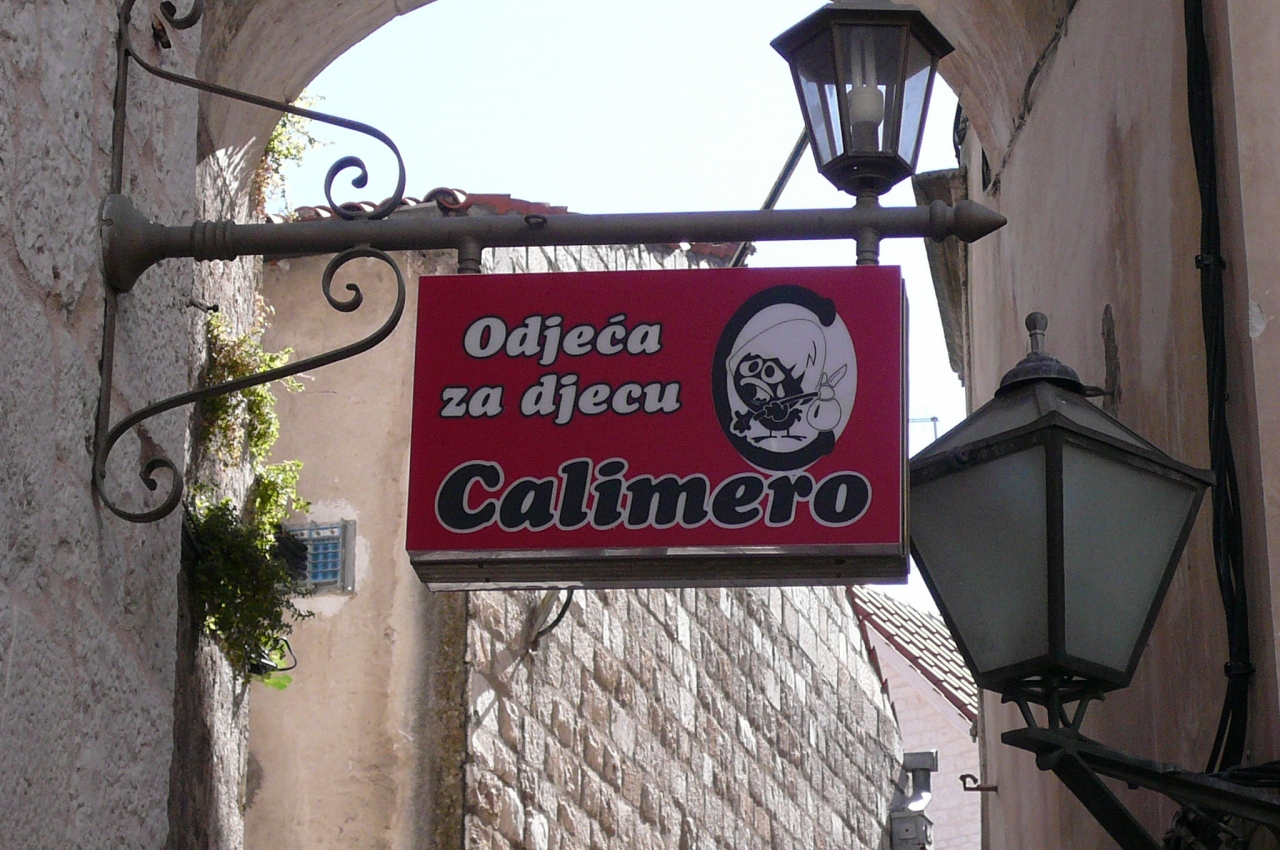 Odjeća
za djecu
Calimero